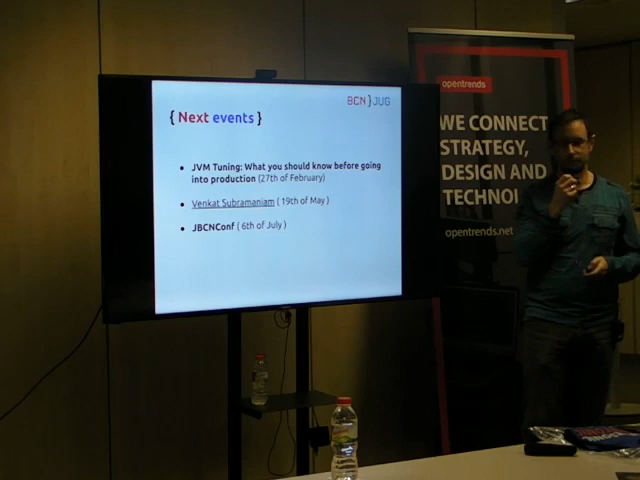 BCN}JUG
{ Next events }
JVM Tuning: What you should know before going
into production (27th of February)
Venkat Subramaniam ( 19th of May )
JBCNConf ( 6th of July )
opentrends
WE CONNECT
STRATEGY,
DESIGN AND
opentrends.net